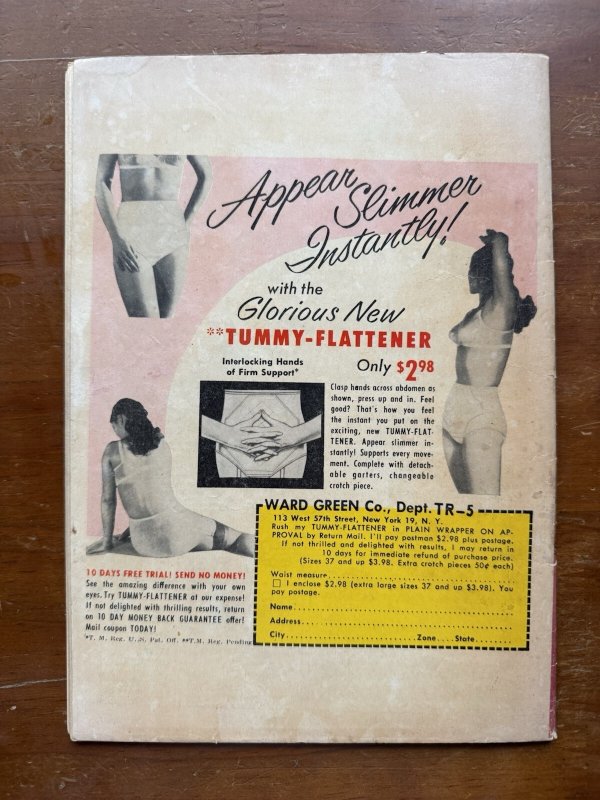 Appear Slimmer
Instantly!
with the
Glorious New
**TUMMY-FLATTENER
Only $2 98
Interlocking Hands
of Firm Support*
Clasp hands across abdomen as
shown, press up and in. Feel
good? That's how you feel
the instant you put on the
exciting, new TUMMY-FLAT-
TENER. Appear slimmer in-
stantly! Supports every move-
ment. Complete with detach-
able garters, changeable
crotch piece.
10 DAYS FREE TRIAL! SEND NO MONEY!
See the amazing difference with your own
eyes. Try TUMMY-FLATTENER at our expense!
If not delighted with thrilling results, return
on 10 DAY MONEY BACK GUARANTEE offer!
Mail coupon TODAY!
*T. M. Reg. U. S. Pat. Off. **T.M. Reg. Pending
WARD GREEN Co., Dept. TR-5
113 West 57th Street, New York 19, N. Y.
Rush my TUMMY-FLATTENER in PLAIN WRAPPER ON AP-
PROVAL by Return Mail. I'll pay postman $2.98 plus postage.
If not thrilled and delighted with results, I may return in
10 days for immediate refund of purchase price.
(Sizes 37 and up $3.98. Extra crotch pieces 50¢ each)
Waist measure
☐ I enclose $2.98 (extra large sizes 37 and up $3.98). You
pay postage.
Name
Address
City Zone State